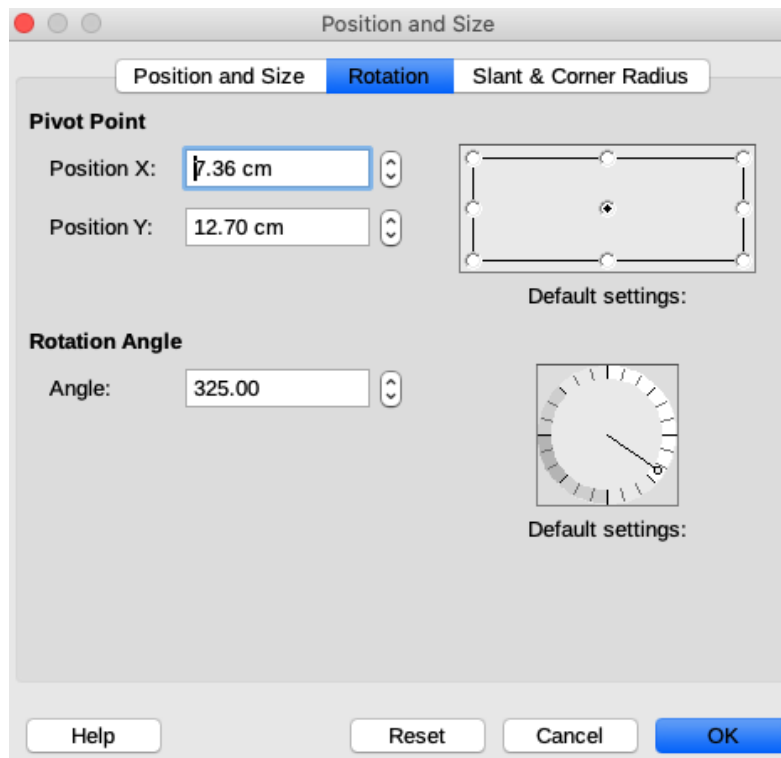 Position and Size
Position and Size Rotation Slant & Corner Radius
Pivot Point
Position X: 7.36 cm
Position Y: 12.70 cm
Default settings:
Rotation Angle
Angle: 325.00
Default settings:
Help Reset Cancel OK